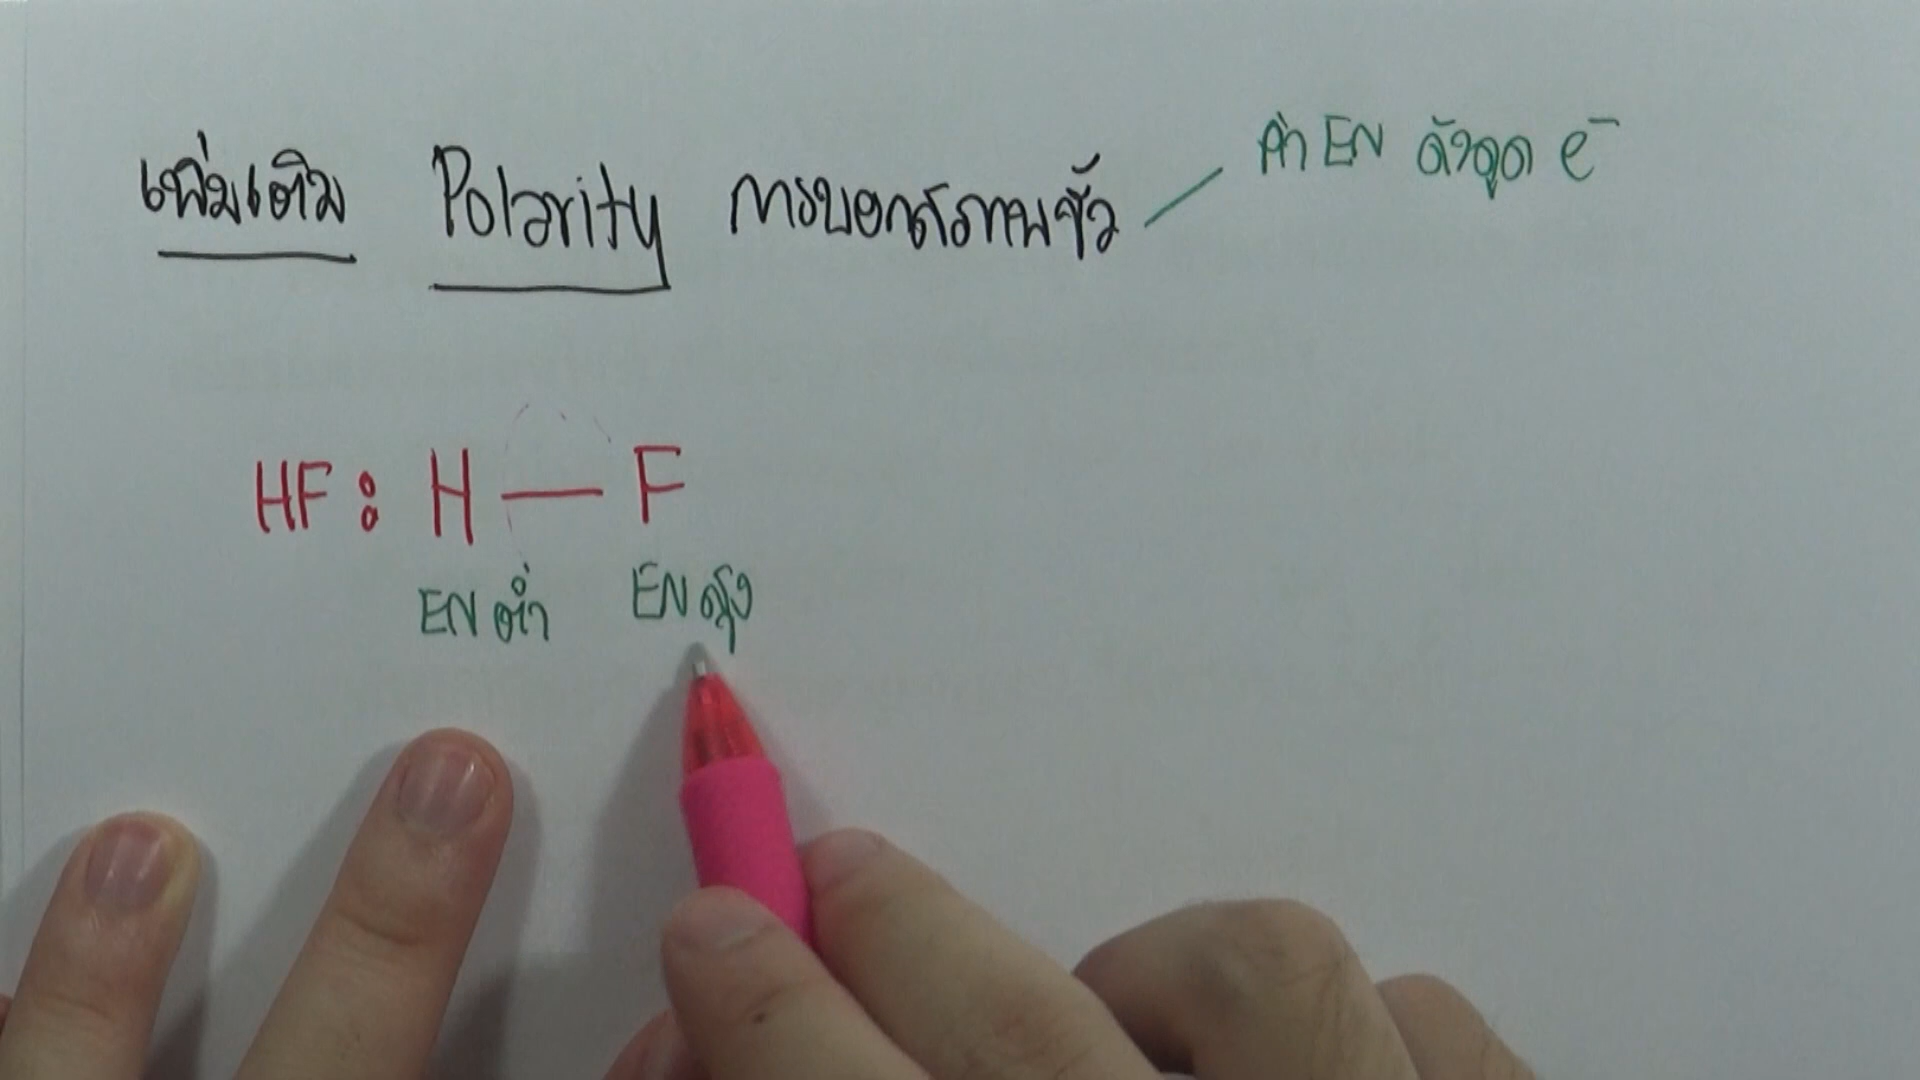 เพิ่มเติม Polarity การบอกสภาพขั้ว
ค่า EN ดึงดูด e⁻
HF: H — F
EN ต่ำ EN สูง